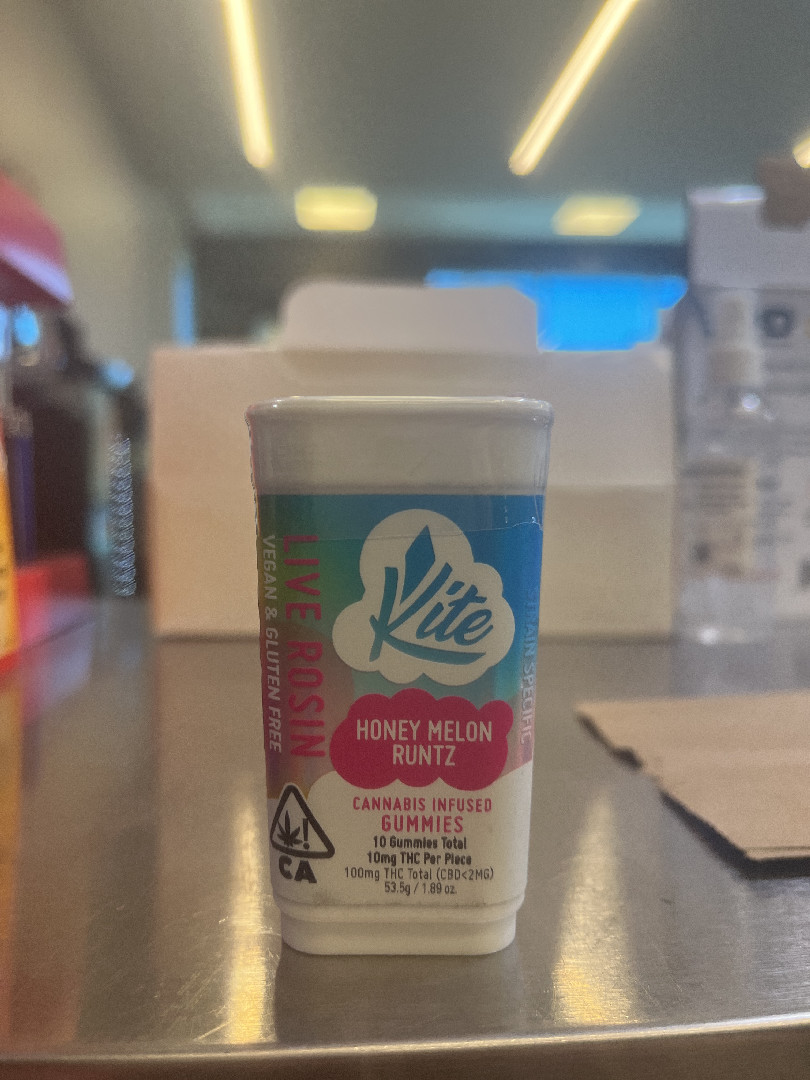 Kite
HONEY MELON
RUNTZ
CANNABIS INFUSED
GUMMIES
10 Gummies Total
10mg THC Per Piece
100mg THC Total (CBD<2MG)
53.5g / 1.89 oz.
LIVE ROSIN
VEGAN & GLUTEN FREE
SPECIFIC
CA